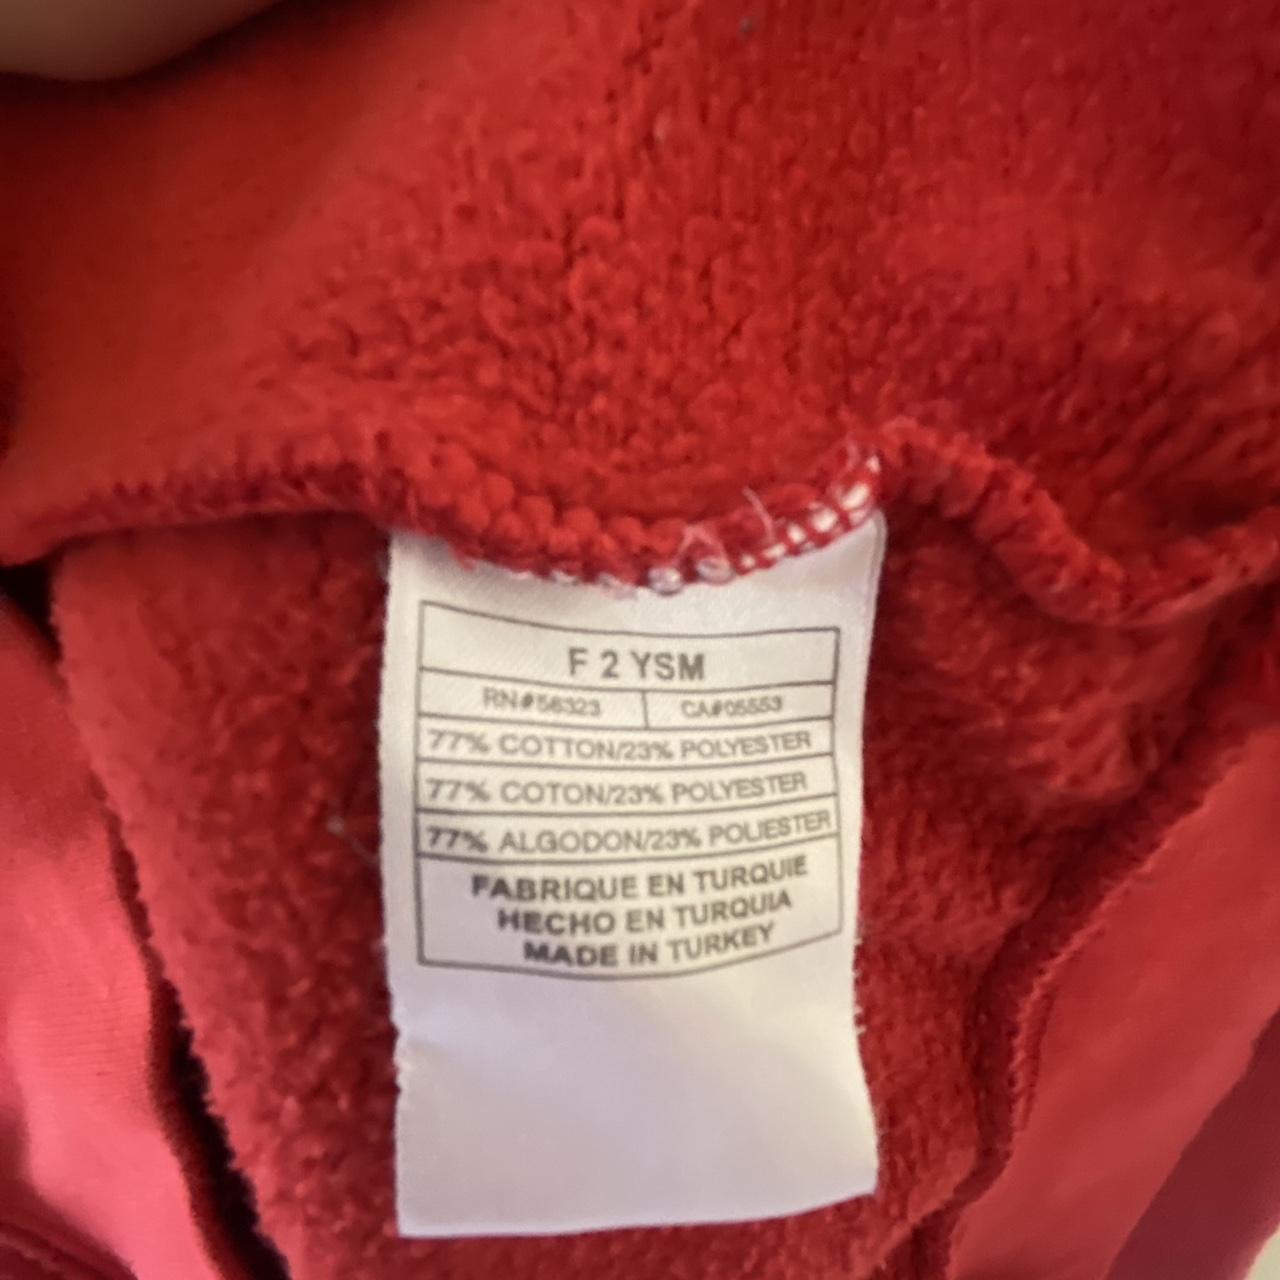 F 2 YSM
RN#56323 CA#05553
77% COTTON/23% POLYESTER
77% COTON/23% POLYESTER
77% ALGODON/23% POLIESTER
FABRIQUE EN TURQUIE
HECHO EN TURQUIA
MADE IN TURKEY